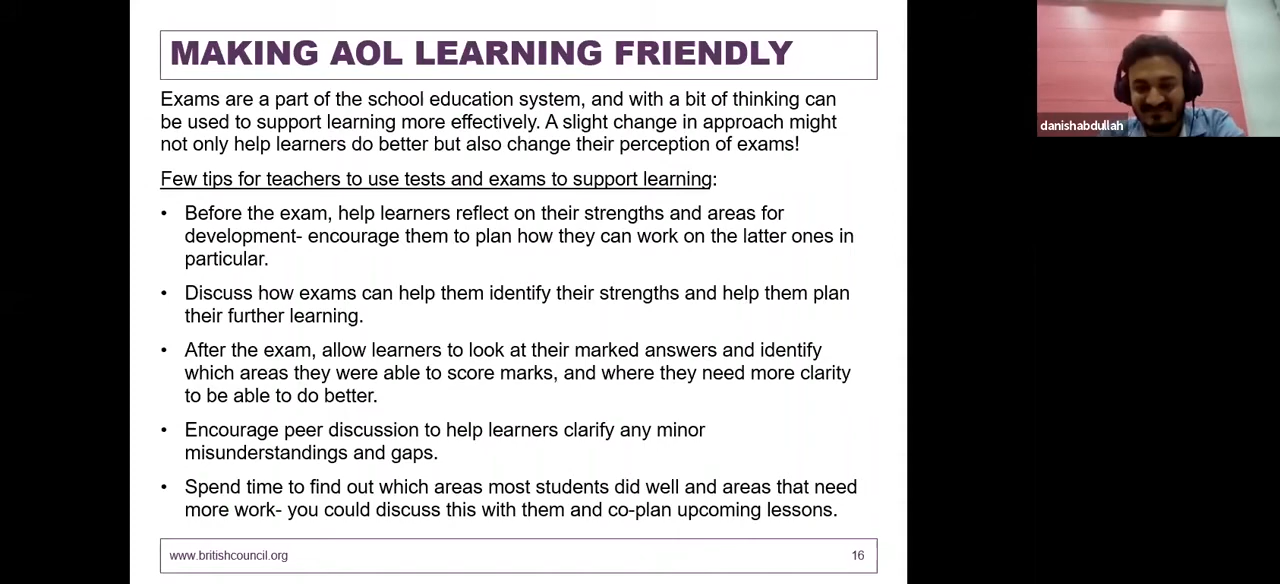 MAKING AOL LEARNING FRIENDLY
Exams are a part of the school education system, and with a bit of thinking can
be used to support learning more effectively. A slight change in approach might
not only help learners do better but also change their perception of exams!
Few tips for teachers to use tests and exams to support learning:
• Before the exam, help learners reflect on their strengths and areas for
development- encourage them to plan how they can work on the latter ones in
particular.
• Discuss how exams can help them identify their strengths and help them plan
their further learning.
• After the exam, allow learners to look at their marked answers and identify
which areas they were able to score marks, and where they need more clarity
to be able to do better.
• Encourage peer discussion to help learners clarify any minor
misunderstandings and gaps.
• Spend time to find out which areas most students did well and areas that need
more work- you could discuss this with them and co-plan upcoming lessons.
www.britishcouncil.org 16
danishabdullah